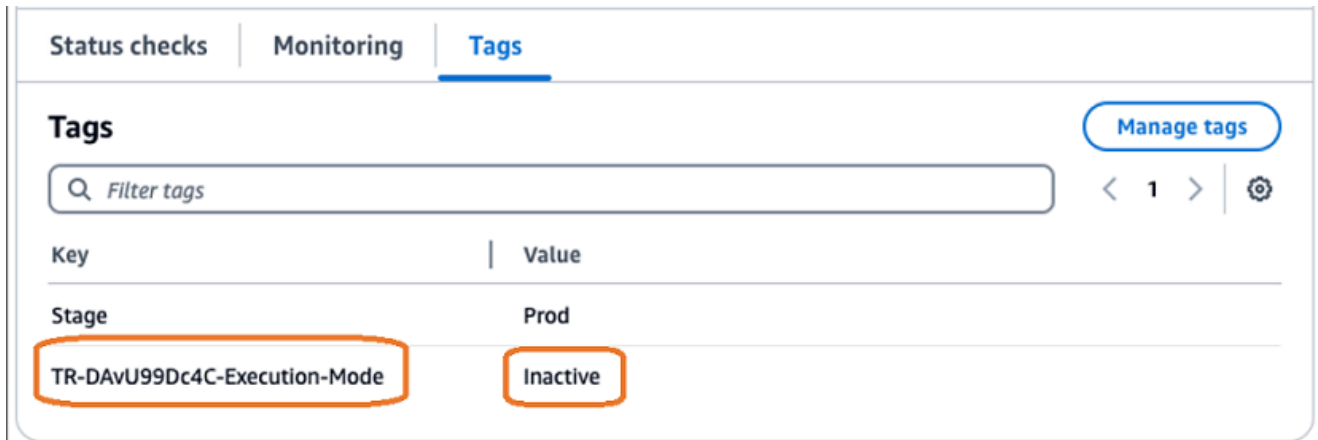 Status checks Monitoring Tags
Tags Manage tags
Filter tags 1
Key Value
Stage Prod
TR-DAvU99Dc4C-Execution-Mode Inactive